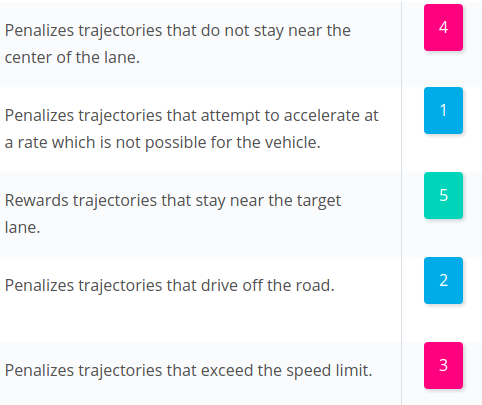 Penalizes trajectories that do not stay near the
center of the lane.
4
Penalizes trajectories that attempt to accelerate at
a rate which is not possible for the vehicle.
1
Rewards trajectories that stay near the target
lane.
5
Penalizes trajectories that drive off the road.
2
Penalizes trajectories that exceed the speed limit.
3